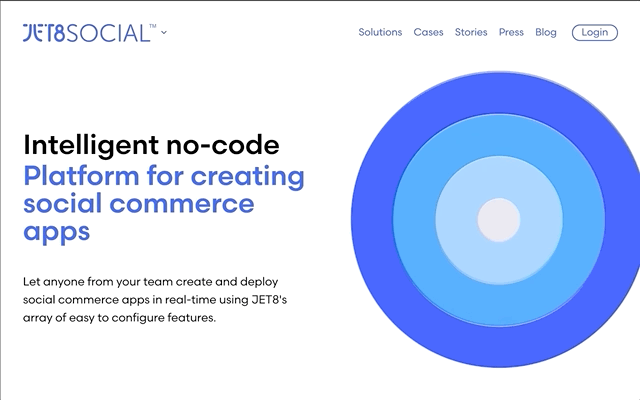 JET8SOCIAL™
Solutions Cases Stories Press Blog Login
Intelligent no-code
Platform for creating
social commerce
apps
Let anyone from your team create and deploy
social commerce apps in real-time using JET8's
array of easy to configure features.